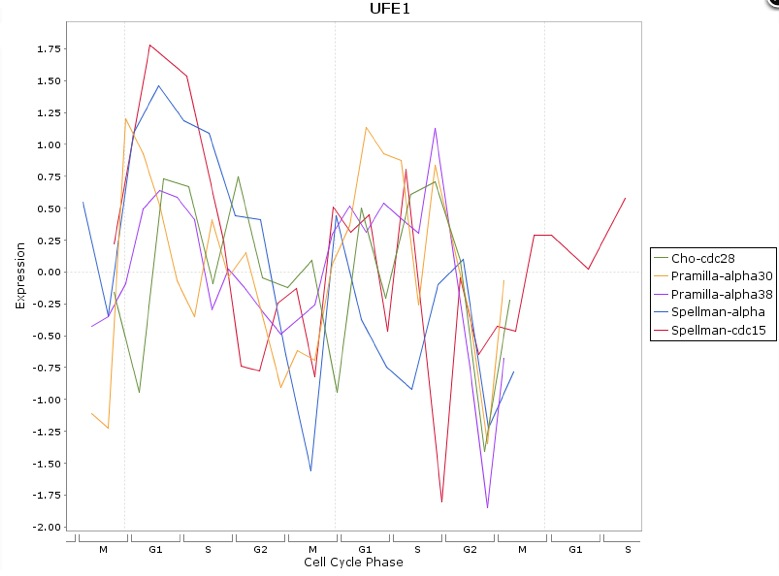 UFE1
Expression
1.75
1.50
1.25
1.00
0.75
0.50
0.25
0.00
-0.25
-0.50
-0.75
-1.00
-1.25
-1.50
-1.75
-2.00
M G1 S G2 M G1 S G2 M G1 S
Cell Cycle Phase
Cho-cdc28
Pramilla-alpha30
Pramilla-alpha38
Spellman-alpha
Spellman-cdc15